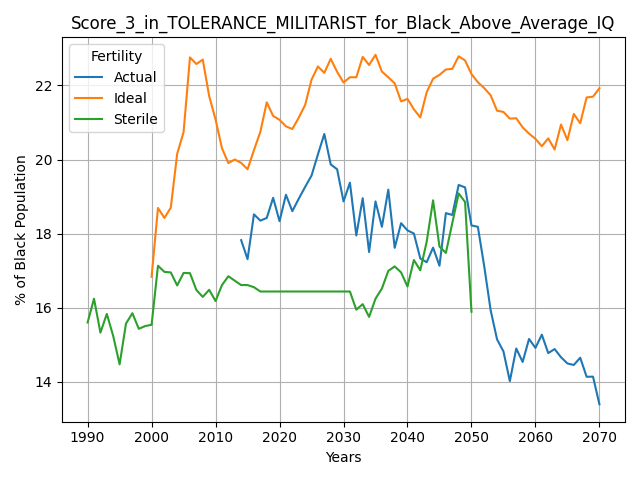 Score_3_in_TOLERANCE_MILITARIST_for_Black_Above_Average_IQ
Fertility
Actual
Ideal
Sterile
% of Black Population
22
20
18
16
14
1990 2000 2010 2020 2030 2040 2050 2060 2070
Years